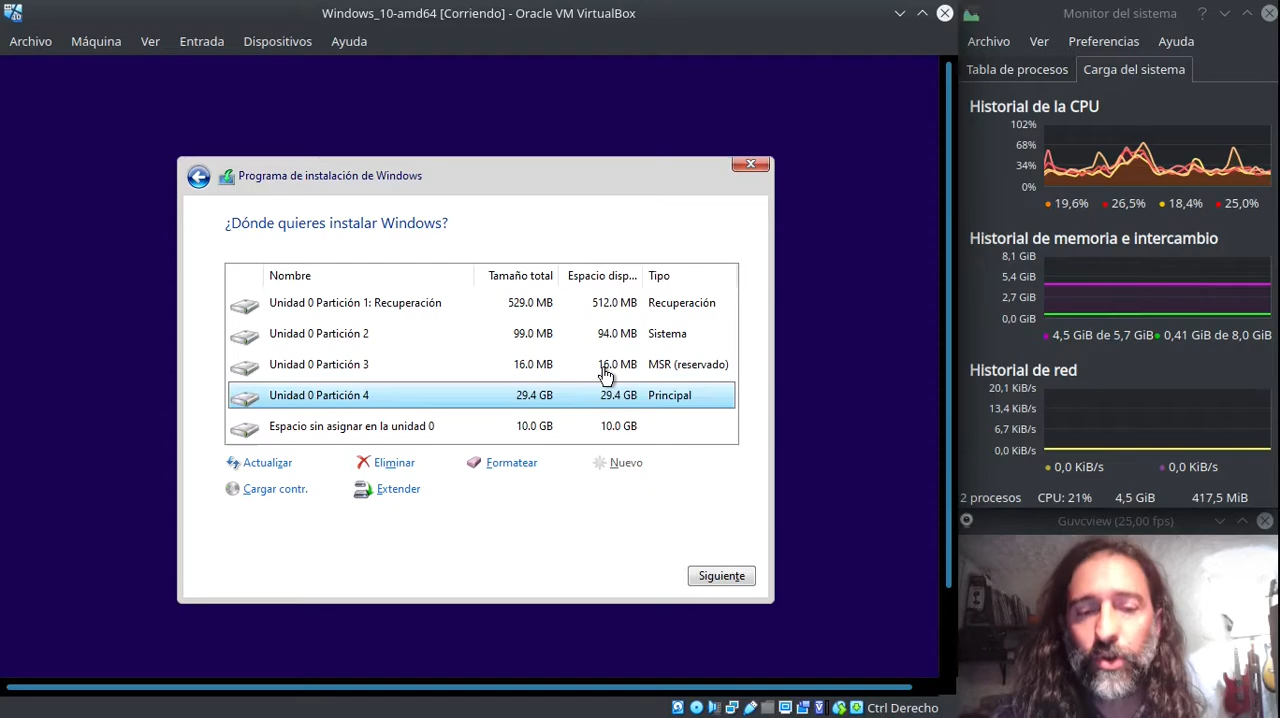 Windows_10-amd64 [Corriendo] - Oracle VM VirtualBox
Archivo Máquina Ver Entrada Dispositivos Ayuda
Programa de instalación de Windows
¿Dónde quieres instalar Windows?
Nombre Tamaño total Espacio disp... Tipo
Unidad 0 Partición 1: Recuperación 529.0 MB 512.0 MB Recuperación
Unidad 0 Partición 2 99.0 MB 94.0 MB Sistema
Unidad 0 Partición 3 16.0 MB 16.0 MB MSR (reservado)
Unidad 0 Partición 4 29.4 GB 29.4 GB Principal
Espacio sin asignar en la unidad 0 10.0 GB 10.0 GB
Actualizar Eliminar Formatear Nuevo
Cargar contr. Extender
Siguiente
Ctrl Derecho
Monitor del sistema
Archivo Ver Preferencias Ayuda
Tabla de procesos Carga del sistema
Historial de la CPU
102%
68%
34%
0%
19,6% 26,5% 18,4% 25,0%
Historial de memoria e intercambio
8,1 GiB
5,4 GiB
2,7 GiB
0,0 GiB
4,5 GiB de 5,7 GiB 0,41 GiB de 8,0 GiB
Historial de red
20,1 KiB/s
13,4 KiB/s
6,7 KiB/s
0,0 KiB/s
0,0 KiB/s 0,0 KiB/s
2 procesos CPU: 21% 4,5 GiB 417,5 MiB
Guvcview (25,00 fps)